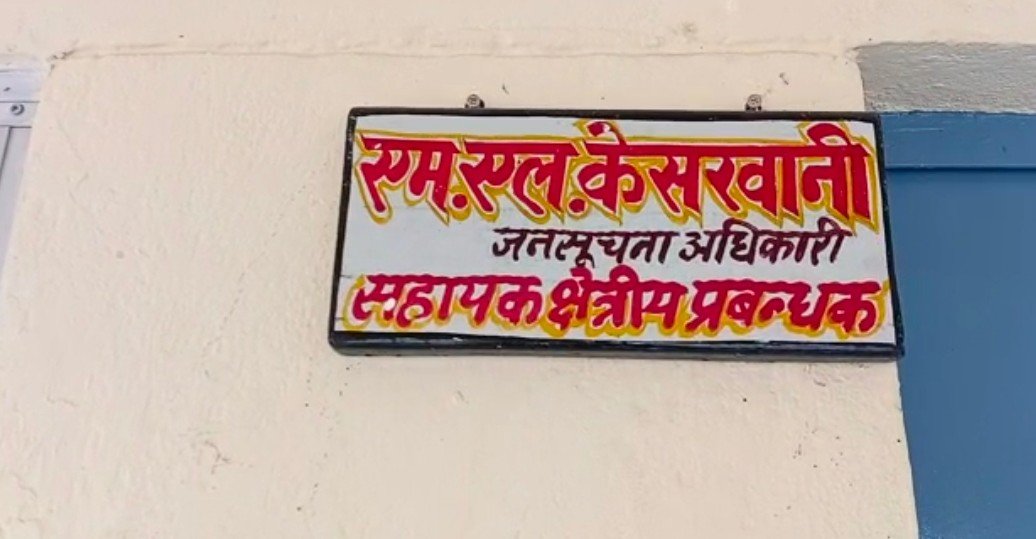 एम.एल.केसरवानी
जनसूचना अधिकारी
सहायक क्षेत्रीय प्रबन्धक